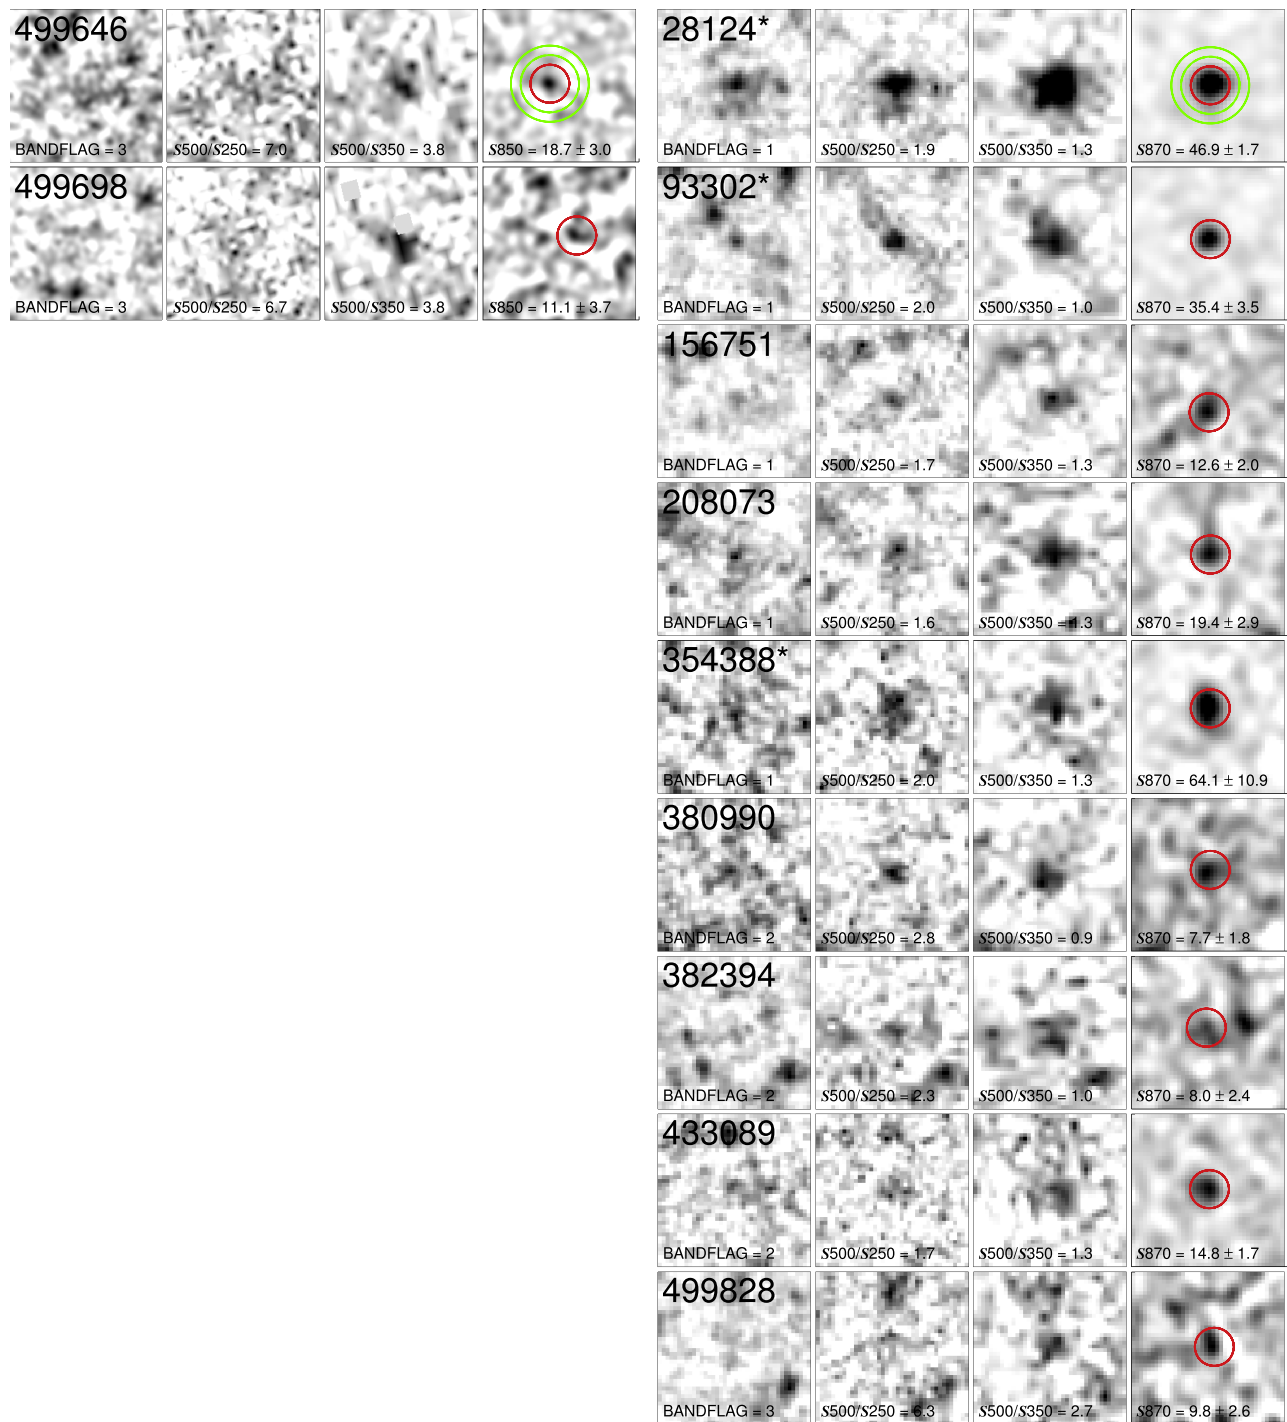 499646
BANDFLAG = 3
S500/S250 = 7.0
S500/S350 = 3.8
S850 = 18.7 ± 3.0
499698
BANDFLAG = 3
S500/S250 = 6.7
S500/S350 = 3.8
S850 = 11.1 ± 3.7
28124*
BANDFLAG = 1
S500/S250 = 1.9
S500/S350 = 1.3
S870 = 46.9 ± 1.7
93302*
BANDFLAG = 1
S500/S250 = 2.0
S500/S350 = 1.0
S870 = 35.4 ± 3.5
156751
BANDFLAG = 1
S500/S250 = 1.7
S500/S350 = 1.3
S870 = 12.6 ± 2.0
208073
BANDFLAG = 1
S500/S250 = 1.6
S500/S350 = 1.3
S870 = 19.4 ± 2.9
354388*
BANDFLAG = 1
S500/S250 = 2.0
S500/S350 = 1.3
S870 = 64.1 ± 10.9
380990
BANDFLAG = 2
S500/S250 = 2.8
S500/S350 = 0.9
S870 = 7.7 ± 1.8
382394
BANDFLAG = 2
S500/S250 = 2.3
S500/S350 = 1.0
S870 = 8.0 ± 2.4
433089
BANDFLAG = 2
S500/S250 = 1.7
S500/S350 = 1.3
S870 = 14.8 ± 1.7
499828
BANDFLAG = 3
S500/S250 = 6.3
S500/S350 = 2.7
S870 = 9.8 ± 2.6